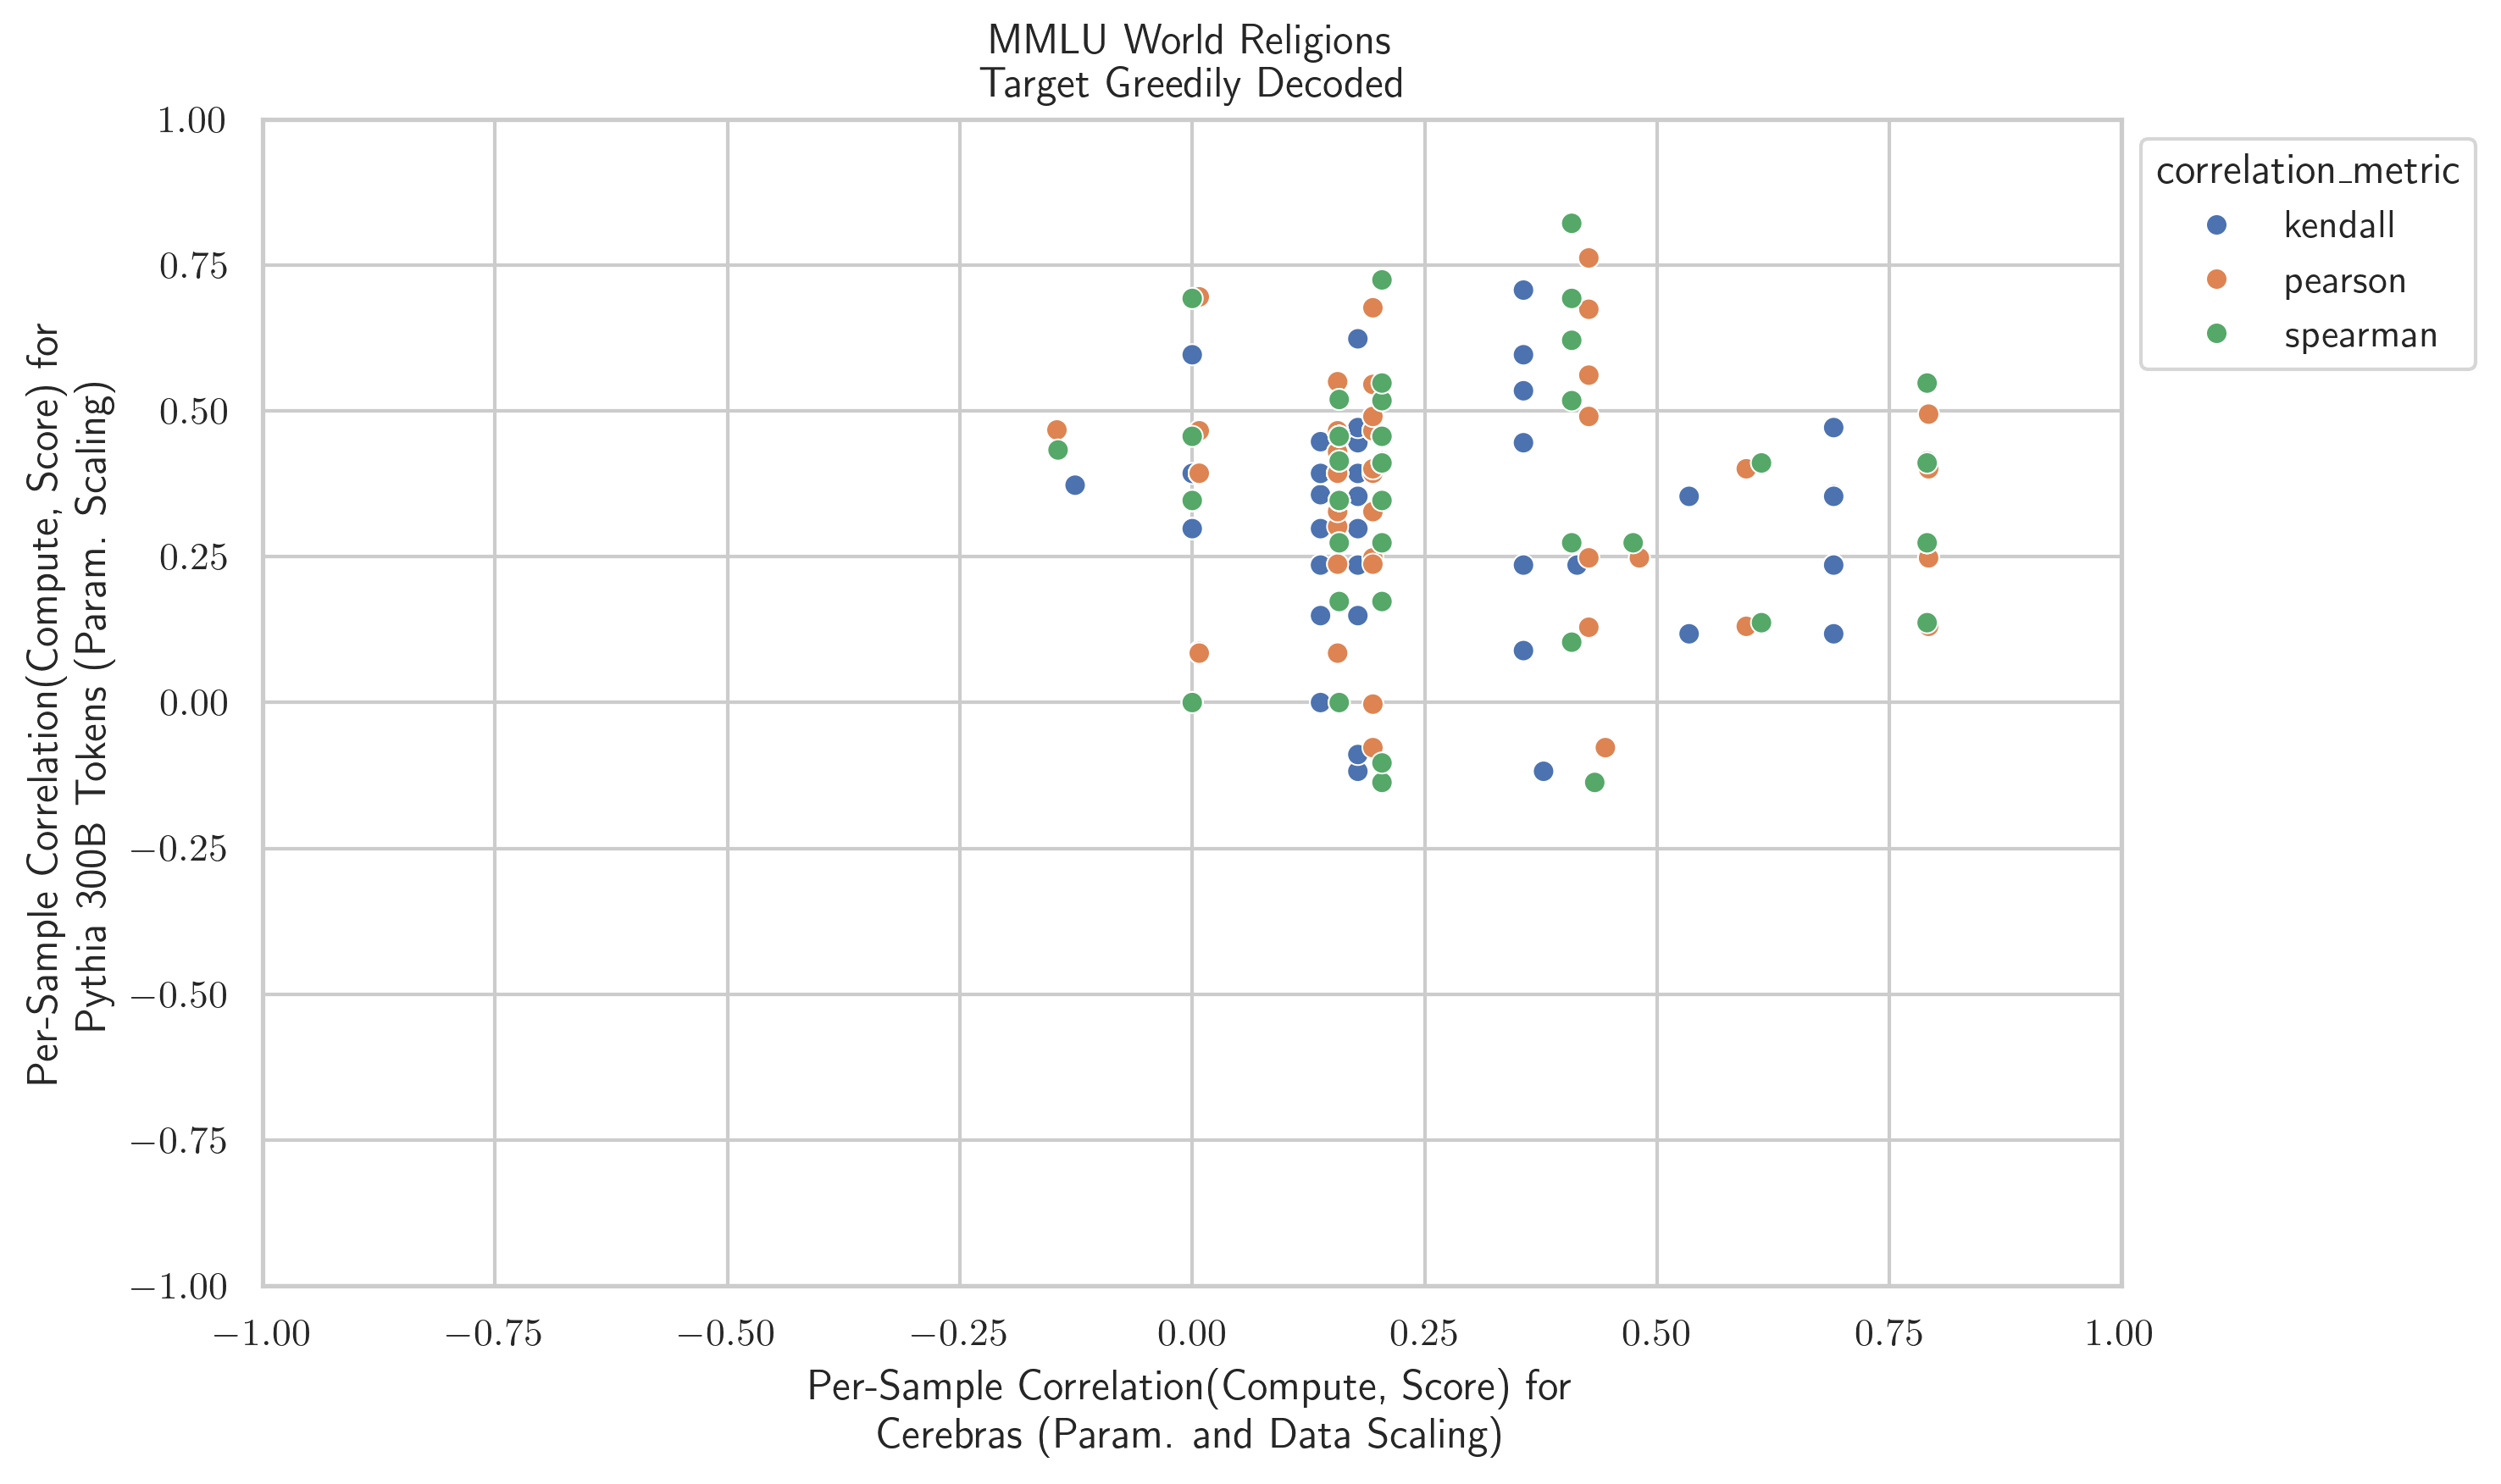 MMLU World Religions
Target Greedily Decoded
1.00
0.75
0.50
0.25
0.00
−0.25
−0.50
−0.75
−1.00
Per-Sample Correlation(Compute, Score) for
Pythia 300B Tokens (Param. Scaling)
−1.00 −0.75 −0.50 −0.25 0.00 0.25 0.50 0.75 1.00
Per-Sample Correlation(Compute, Score) for
Cerebras (Param. and Data Scaling)
correlation_metric
kendall
pearson
spearman